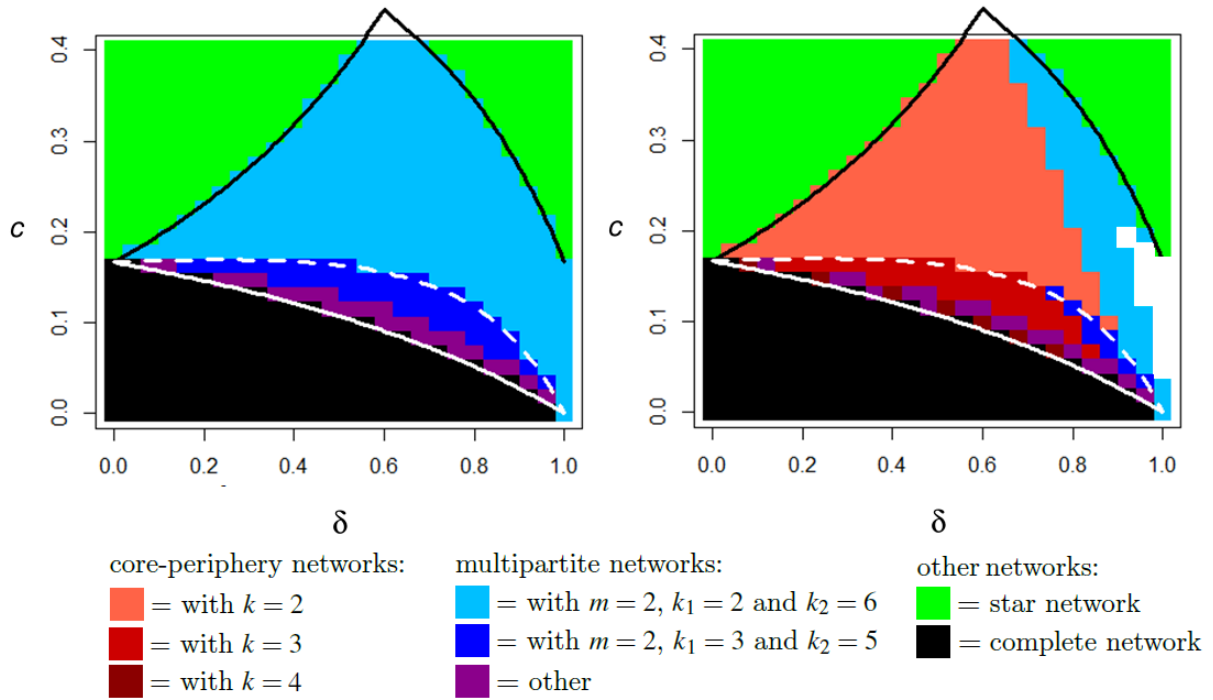 0.4
0.3
0.2
0.1
0.0
c
0.0 0.2 0.4 0.6 0.8 1.0
δ
0.4
0.3
0.2
0.1
0.0
c
0.0 0.2 0.4 0.6 0.8 1.0
δ
core-periphery networks:
= with k = 2
= with k = 3
= with k = 4
multipartite networks:
= with m = 2, k₁ = 2 and k₂ = 6
= with m = 2, k₁ = 3 and k₂ = 5
= other
other networks:
= star network
= complete network